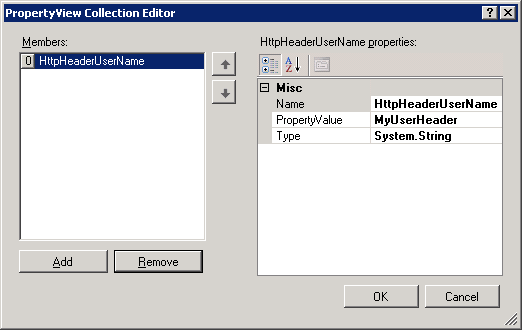 PropertyView Collection Editor
Members:
0 HttpHeaderUserName
Add
Remove
HttpHeaderUserName properties:
Misc
Name HttpHeaderUserName
PropertyValue MyUserHeader
Type System.String
OK
Cancel